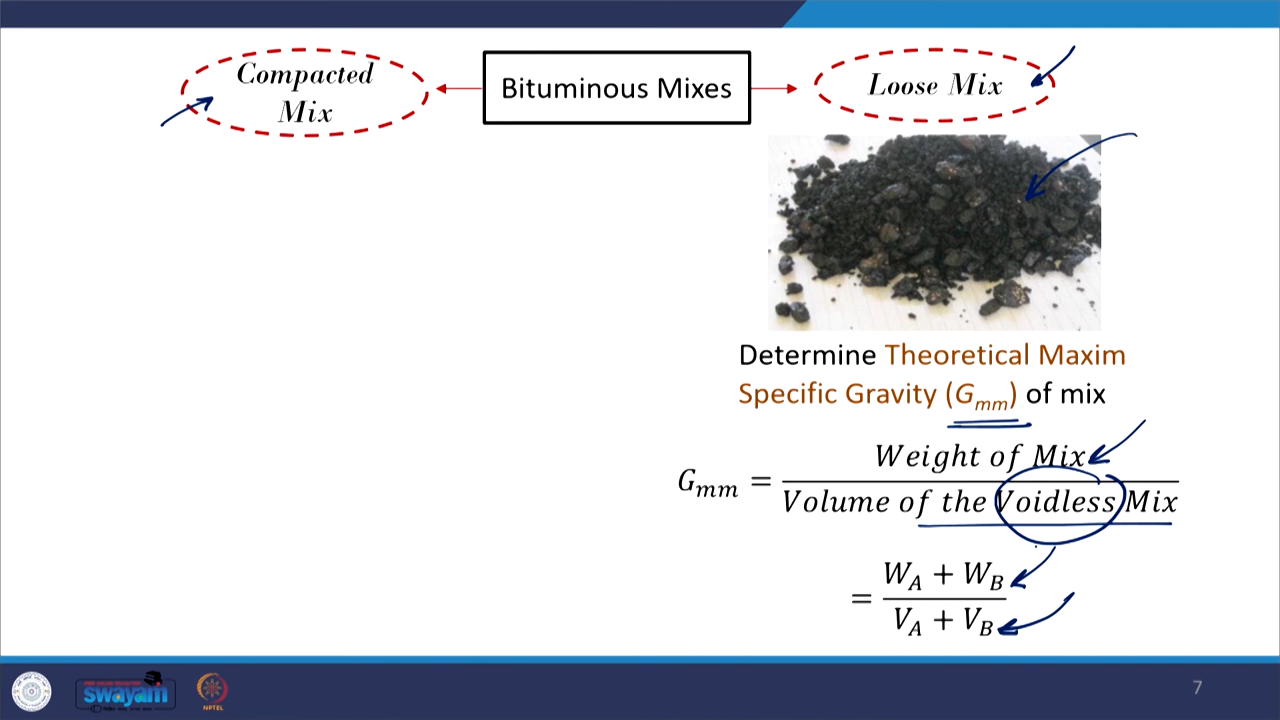 Compacted
Mix
Bituminous Mixes
Loose Mix
Determine Theoretical Maxim
Specific Gravity (Gmm) of mix
Gmm = Weight of Mix / Volume of the Voidless Mix
= WA + WB / VA + VB
swayam
NPTEL
7